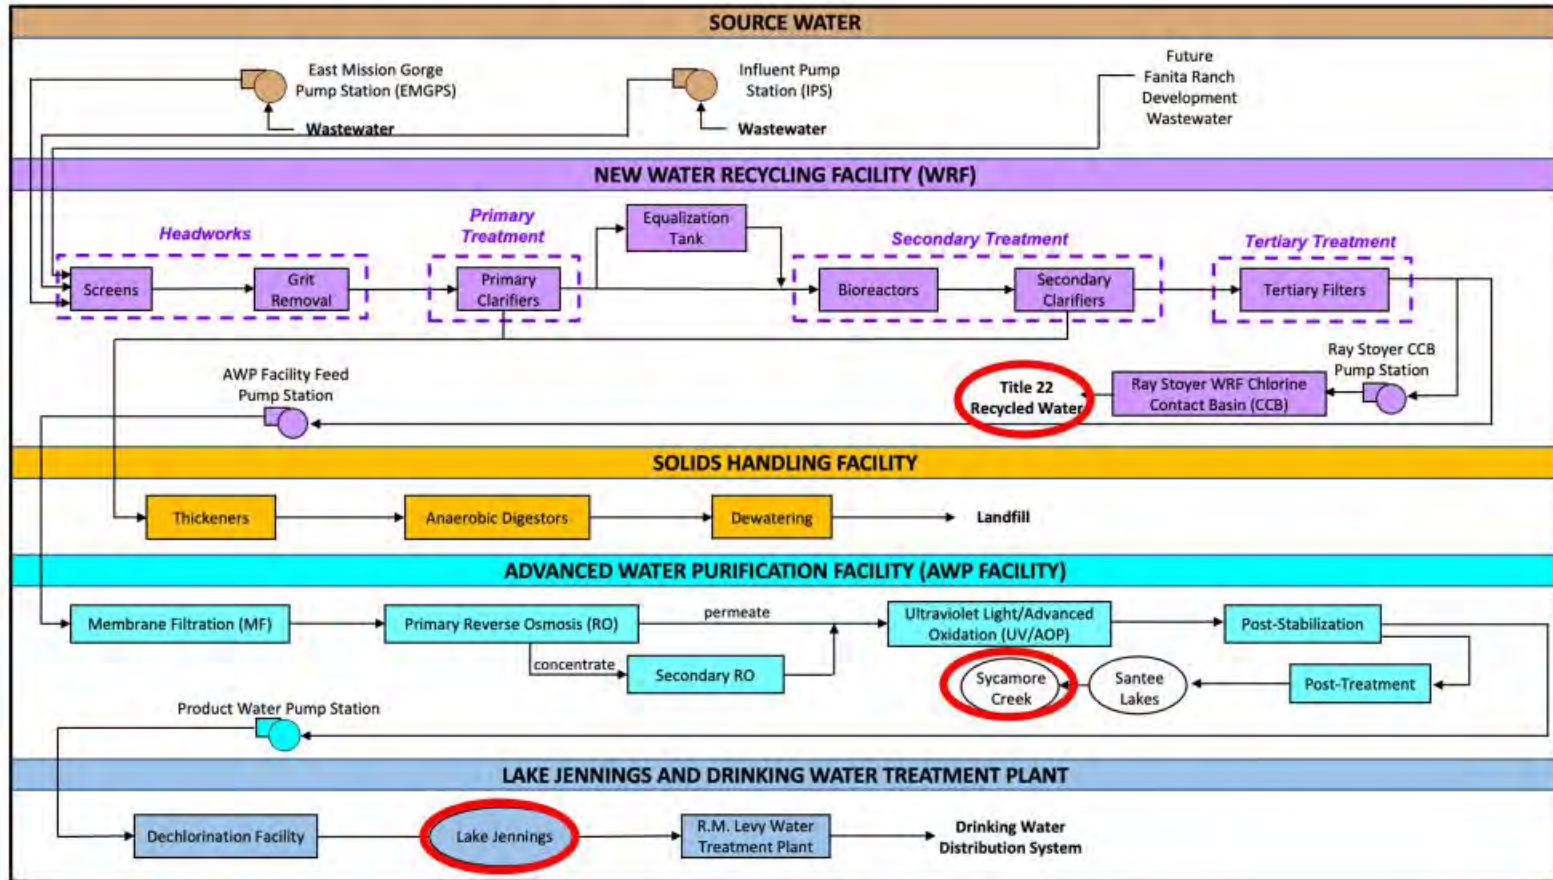 SOURCE WATER
East Mission Gorge
Pump Station (EMGPS)
Wastewater
Influent Pump
Station (IPS)
Wastewater
Future
Fanita Ranch
Development
Wastewater
NEW WATER RECYCLING FACILITY (WRF)
Headworks
Primary
Treatment
Equalization
Tank
Secondary Treatment
Tertiary Treatment
Screens
Grit
Removal
Primary
Clarifiers
Bioreactors
Secondary
Clarifiers
Tertiary Filters
AWP Facility Feed
Pump Station
Title 22
Recycled Water
Ray Stoyer WRF Chlorine
Contact Basin (CCB)
Ray Stoyer CCB
Pump Station
SOLIDS HANDLING FACILITY
Thickeners
Anaerobic Digestors
Dewatering
Landfill
ADVANCED WATER PURIFICATION FACILITY (AWP FACILITY)
Membrane Filtration (MF)
Primary Reverse Osmosis (RO)
permeate
concentrate
Secondary RO
Ultraviolet Light/Advanced
Oxidation (UV/AOP)
Post-Stabilization
Sycamore
Creek
Santee
Lakes
Post-Treatment
Product Water Pump Station
LAKE JENNINGS AND DRINKING WATER TREATMENT PLANT
Dechlorination Facility
Lake Jennings
R.M. Levy Water
Treatment Plant
Drinking Water
Distribution System